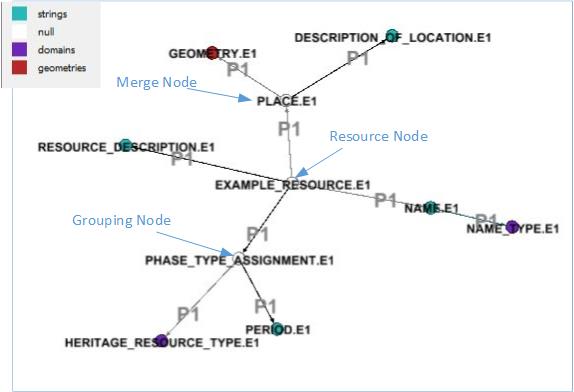 strings
null
domains
geometries
DESCRIPTION_OF_LOCATION.E1
GEOMETRY.E1
P1
P1
Merge Node
PLACE.E1
P1
Resource Node
RESOURCE_DESCRIPTION.E1
P1
EXAMPLE_RESOURCE.E1
P1
NAME.E1
P1
NAME_TYPE.E1
Grouping Node
P1
PHASE_TYPE_ASSIGNMENT.E1
P1
P1
PERIOD.E1
HERITAGE_RESOURCE_TYPE.E1